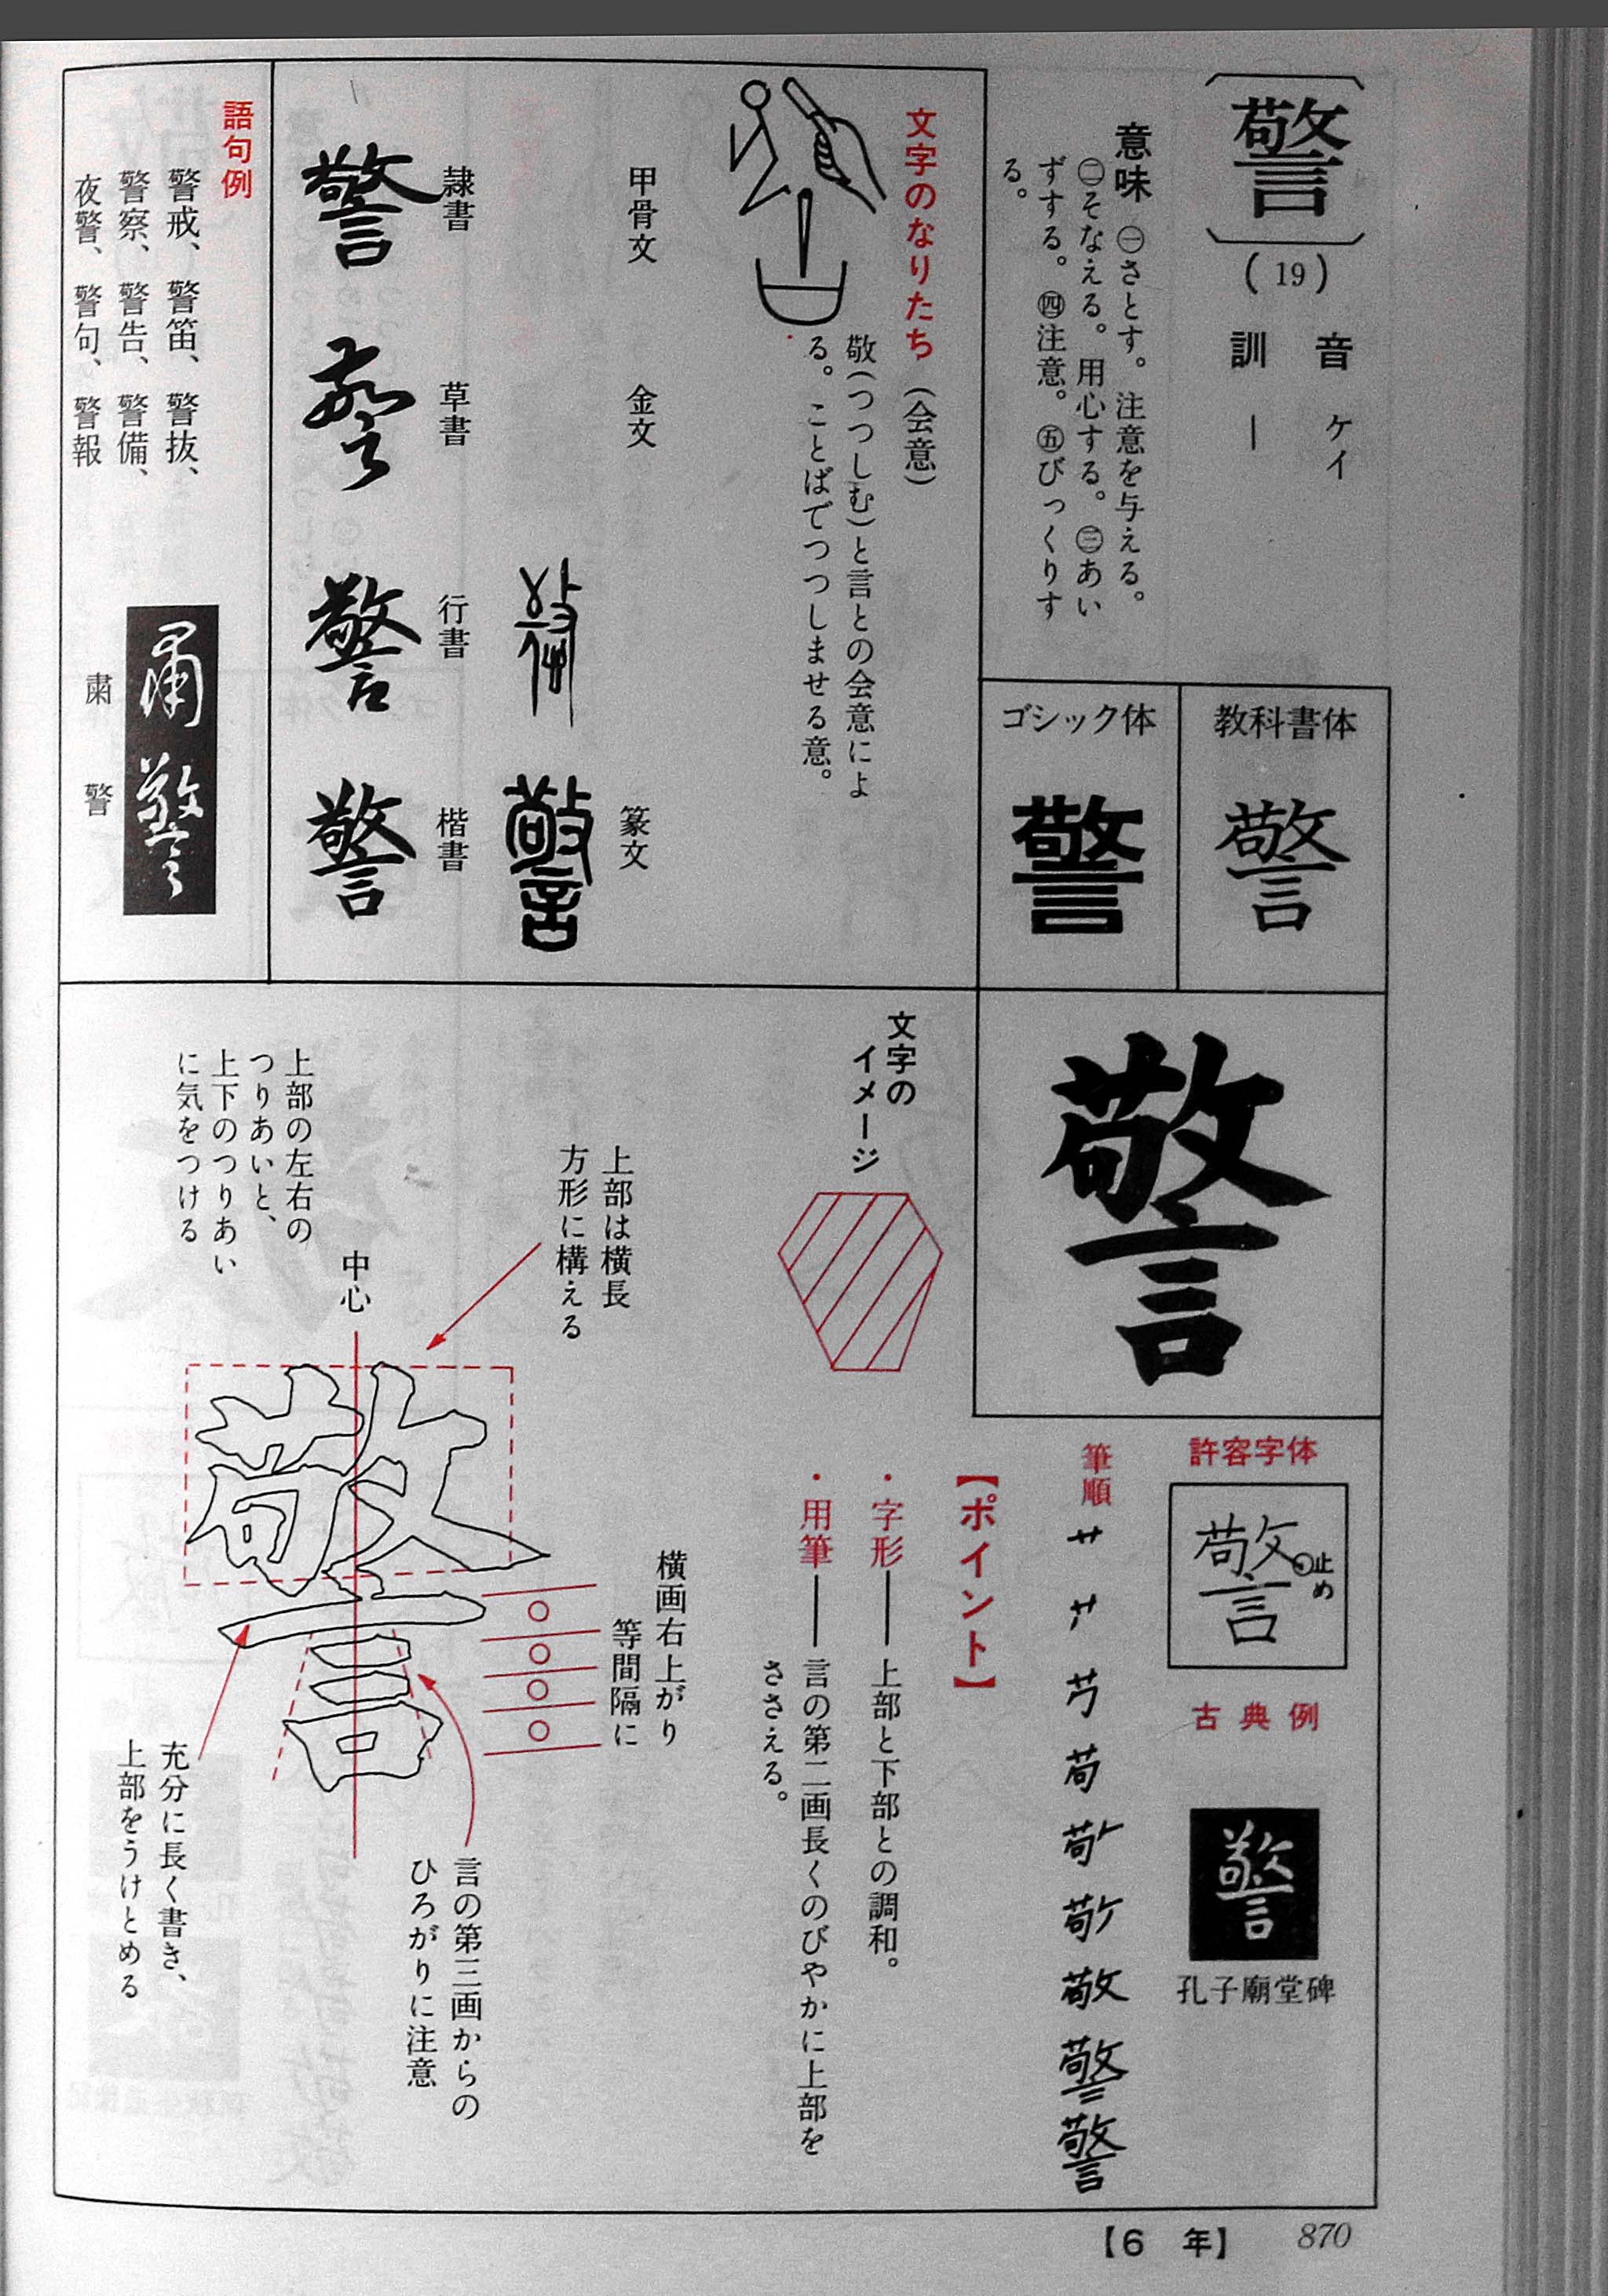 警
(19)
音 ケイ
訓 ―
意味 ㊀さとす。注意を与える。
㊁そなえる。用心する。㊂あい
ずする。㊃注意。㊄びっくりす
る。
教科書体
警
ゴシック体
警
文字のなりたち(会意)
敬(つつしむ)と言との会意によ
る。ことばでつつしませる意。
甲骨文
金文
篆文
警
隷書
警
草書
警
行書
警
楷書
警
語句例
警戒、警笛、警抜、
警察、警告、警備、
夜警、警句、警報
粛警
粛警
警
許容字体
警
止め
古典例
警
孔子廟堂碑
筆順
艹
芍
苟
敬
警
警
【ポイント】
・字形―上部と下部との調和。
・用筆―言の第二画長くのびやかに上部を
ささえる。
文字の
イメージ
上部は横長
方形に構える
上部の左右の
つりあいと、
上下のつりあい
に気をつける
中心
警
横画右上がり
等間隔に
言の第三画からの
ひろがりに注意
充分に長く書き、
上部をうけとめる
【6 年】
870